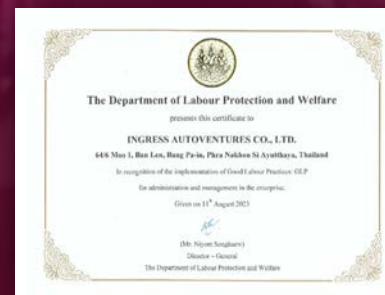 The Department of Labour Protection and Welfare
presents this certificate to
INGRESS AUTOVENTURES CO., LTD.
64/6 Moo 1, Ban Len, Bang Pa-in, Phra Nakhon Si Ayutthaya, Thailand
In recognition of the implementation of Good Labour Practices: GLP
for administration and management in the enterprise.
Given on 11th August 2023
(Mr. Niyom Songkaew)
Director – General
The Department of Labour Protection and Welfare